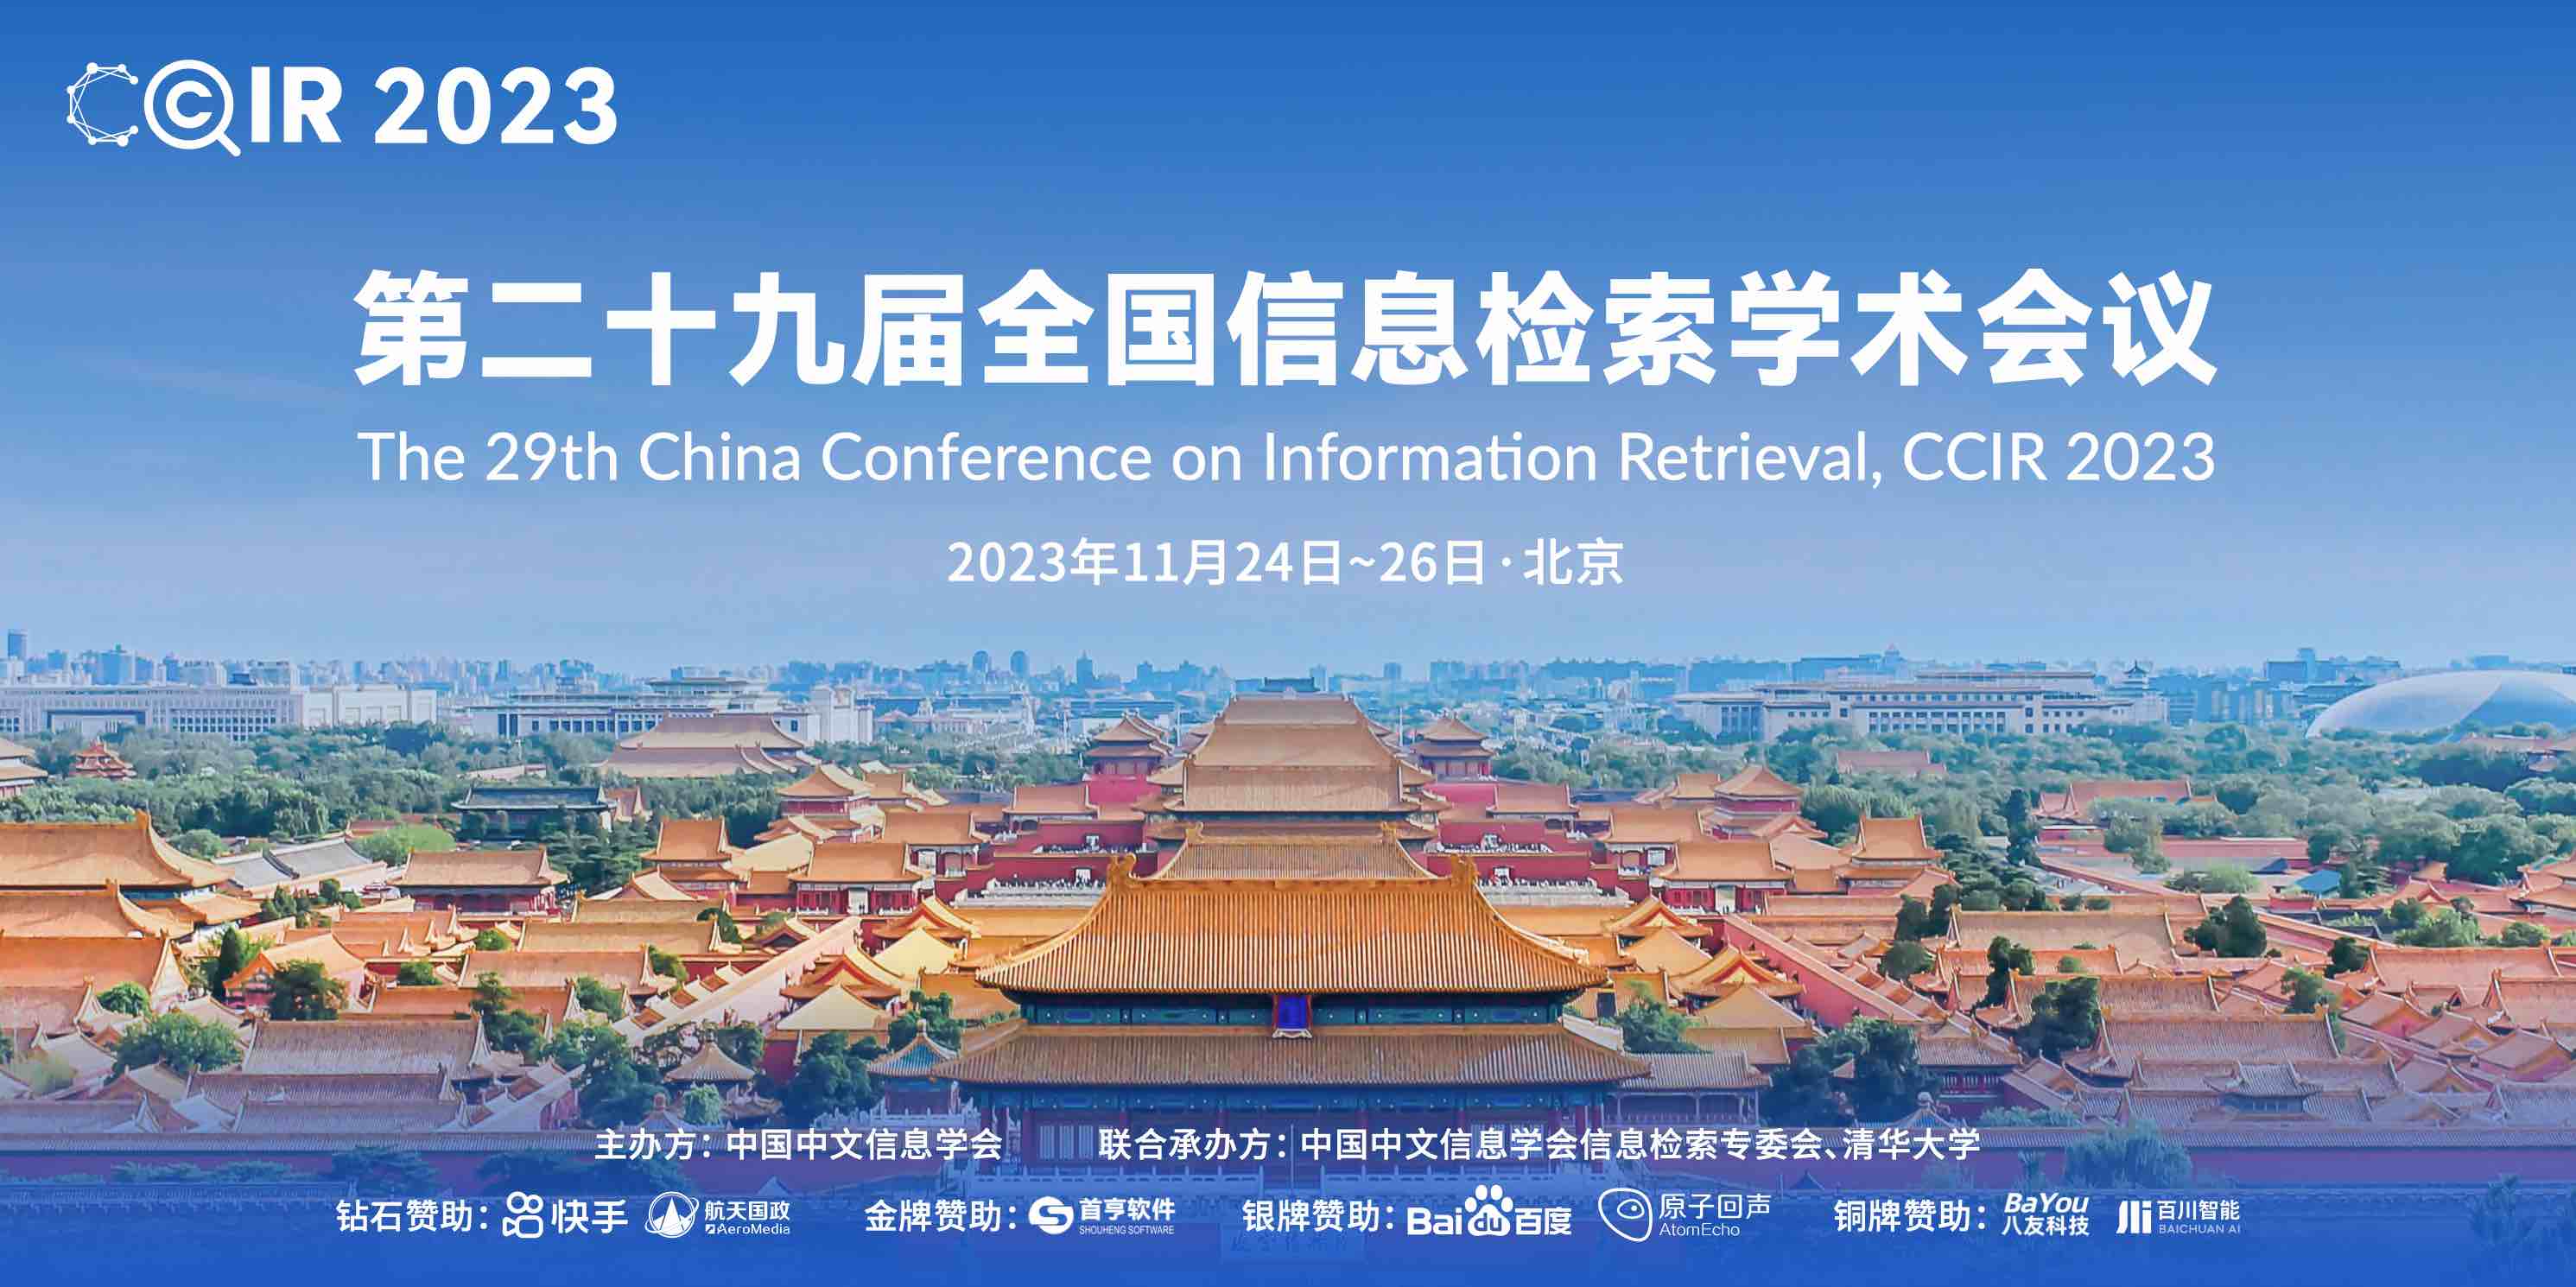 CCIR 2023
第二十九届全国信息检索学术会议
The 29th China Conference on Information Retrieval, CCIR 2023
2023年11月24日~26日·北京
主办方：中国中文信息学会 联合承办方：中国中文信息学会信息检索专委会、清华大学
钻石赞助：快手 航天国政 AeroMedia 金牌赞助：首亨软件 SHOUHENG SOFTWARE 银牌赞助：Bai du 百度 原子回声 AtomEcho 铜牌赞助：BaYou 八友科技 百川智能 BAICHUAN AI